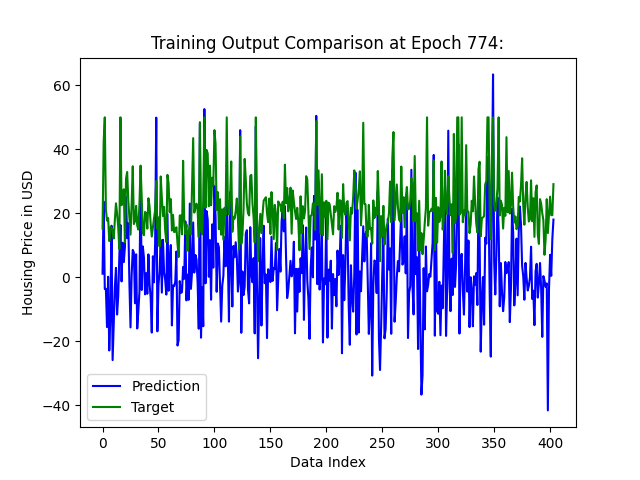 Training Output Comparison at Epoch 774:
Housing Price in USD
60
40
20
0
−20
−40
Prediction
Target
0 50 100 150 200 250 300 350 400
Data Index